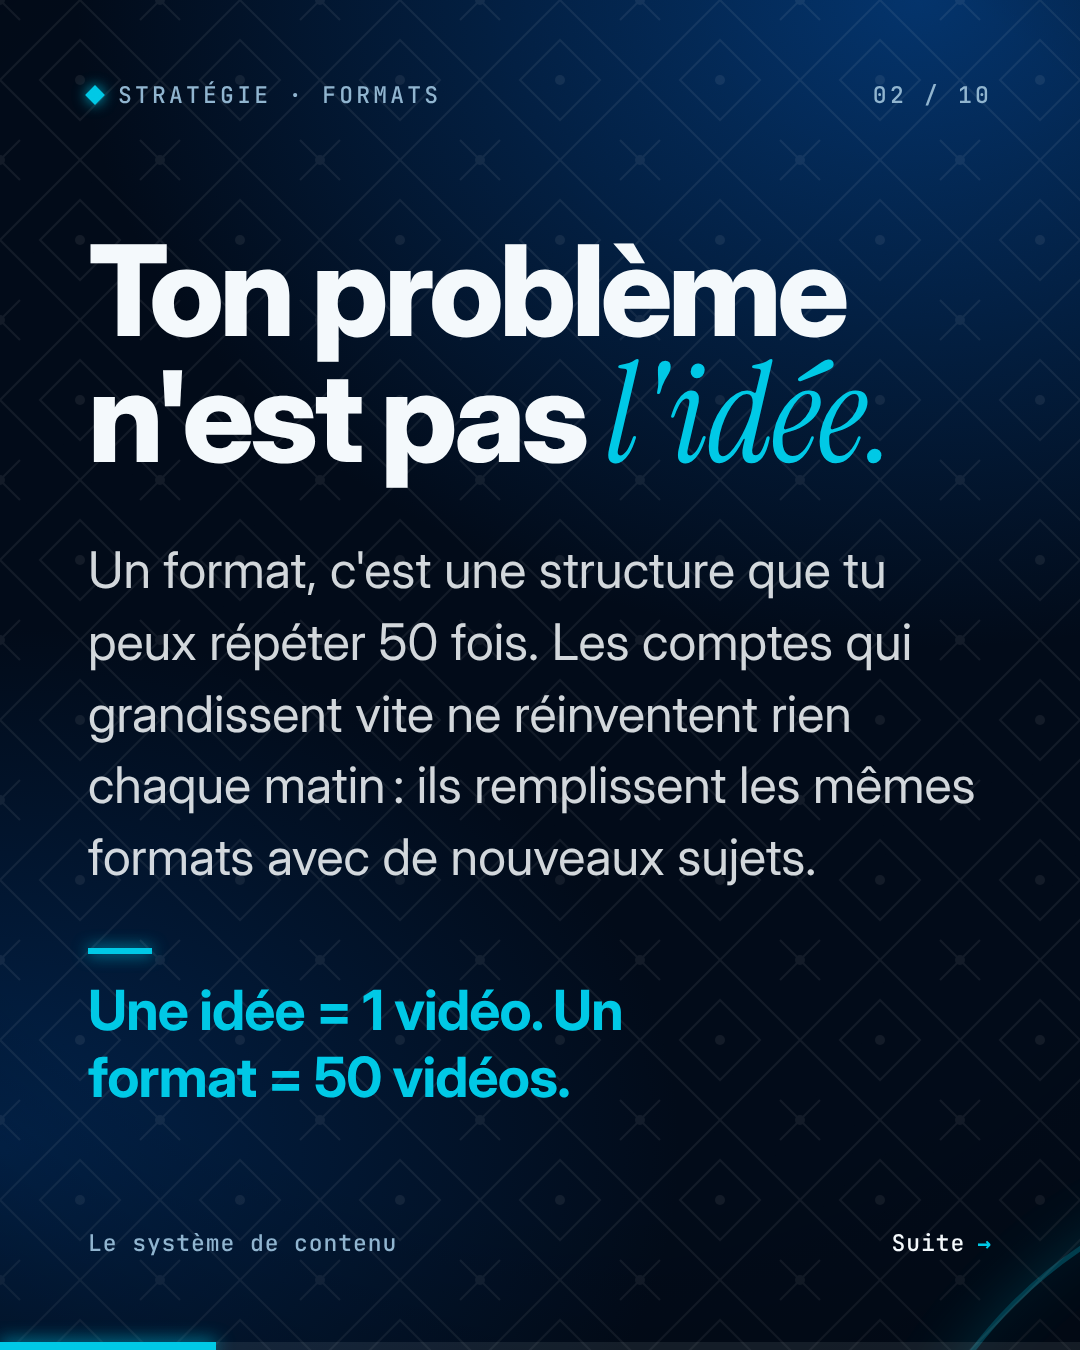 STRATÉGIE · FORMATS
02 / 10
Ton problème
n'est pas l'idée.
Un format, c'est une structure que tu
peux répéter 50 fois. Les comptes qui
grandissent vite ne réinventent rien
chaque matin : ils remplissent les mêmes
formats avec de nouveaux sujets.
Une idée = 1 vidéo. Un
format = 50 vidéos.
Le système de contenu
Suite →